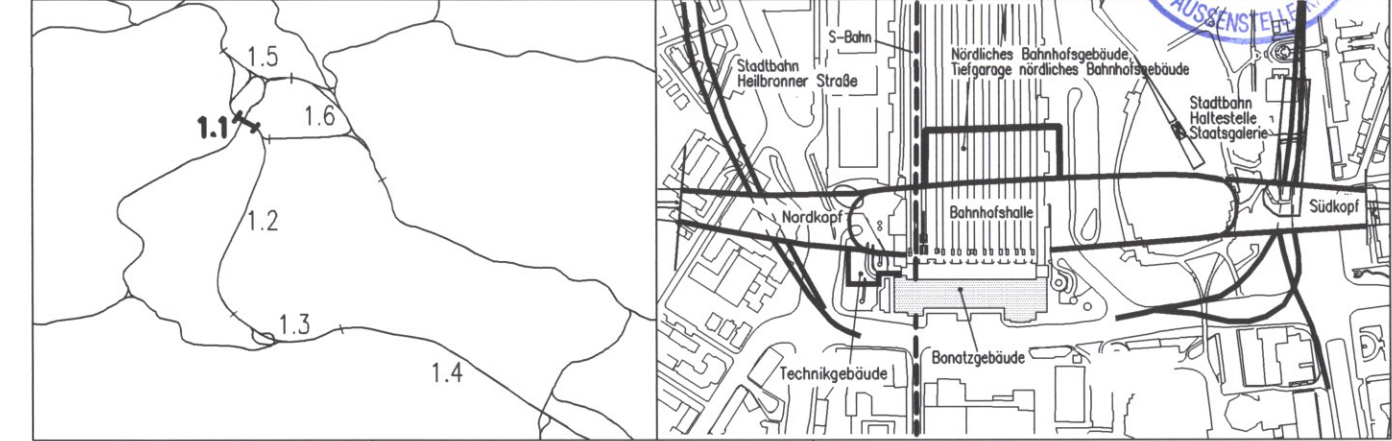 1.5
1.6
1.1
1.2
1.3
1.4
AUSSENSTELLE
S-Bahn
Nördliches Bahnhofsgebäude,
Tiefgarage nördliches Bahnhofsgebäude
Stadtbahn
Heilbronner Straße
Stadtbahn
Haltestelle
Staatsgalerie
Nordkopf
Bahnhofshalle
Südkopf
Technikgebäude
Bonatzgebäude